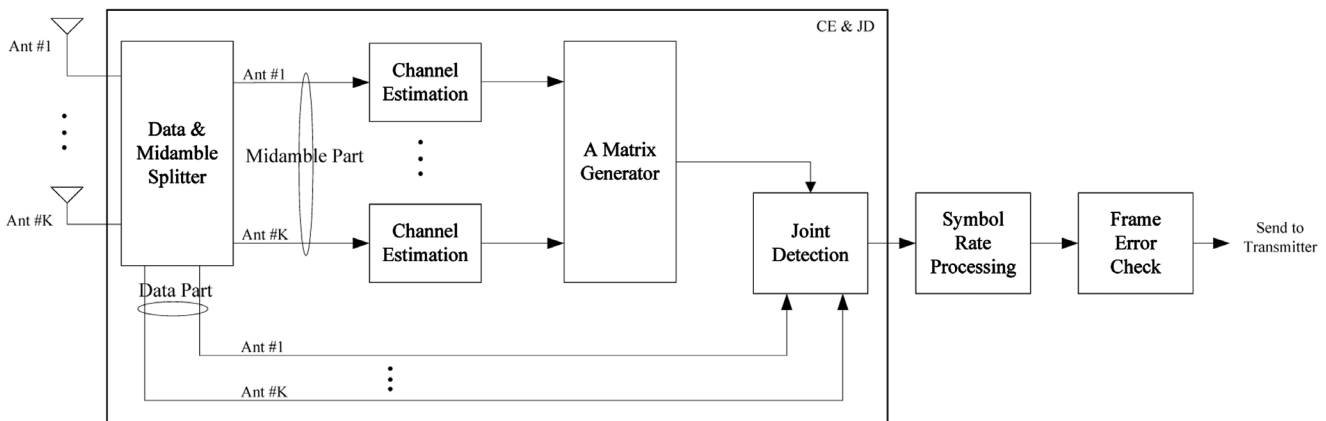 CE & JD
Ant #1
Ant #K
Data &
Midamble
Splitter
Ant #1
Midamble Part
Ant #K
Channel
Estimation
Channel
Estimation
A Matrix
Generator
Joint
Detection
Symbol
Rate
Processing
Frame
Error
Check
Send to
Transmitter
Data Part
Ant #1
Ant #K